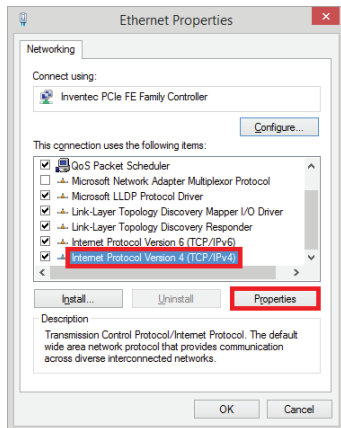 Ethernet Properties
Networking
Connect using:
Inventec PCIe FE Family Controller
Configure...
This connection uses the following items:
QoS Packet Scheduler
Microsoft Network Adapter Multiplexor Protocol
Microsoft LLDP Protocol Driver
Link-Layer Topology Discovery Mapper I/O Driver
Link-Layer Topology Discovery Responder
Internet Protocol Version 6 (TCP/IPv6)
Internet Protocol Version 4 (TCP/IPv4)
Install...
Uninstall
Properties
Description
Transmission Control Protocol/Internet Protocol. The default
wide area network protocol that provides communication
across diverse interconnected networks.
OK
Cancel